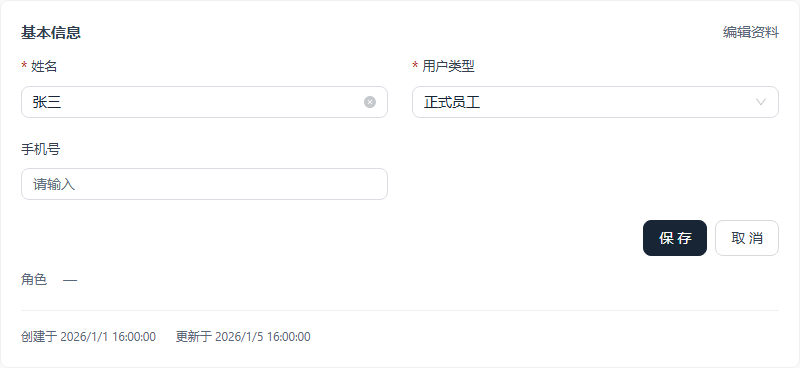 基本信息 编辑资料
* 姓名 * 用户类型
张三 正式员工
手机号
请输入
保存 取消
角色 —
创建于 2026/1/1 16:00:00 更新于 2026/1/5 16:00:00